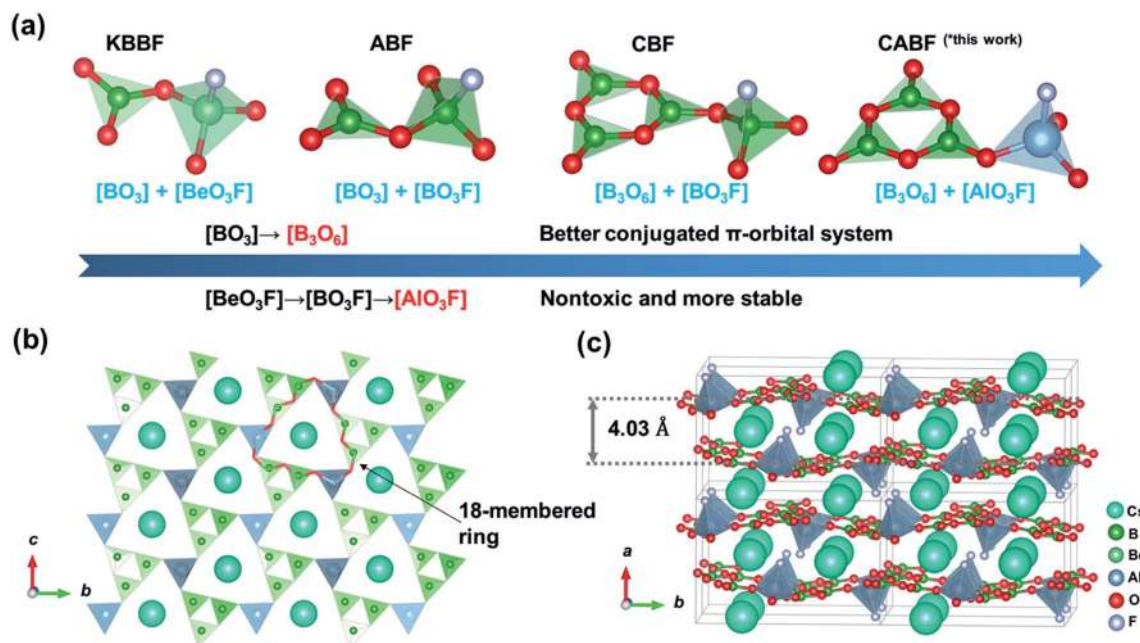 (a)
KBBF
ABF
CBF
CABF (*this work)
[BO₃] + [BeO₃F]
[BO₃] + [BO₃F]
[B₃O₆] + [BO₃F]
[B₃O₆] + [AlO₃F]
[BO₃]→ [B₃O₆]
Better conjugated π-orbital system
[BeO₃F]→[BO₃F]→[AlO₃F]
Nontoxic and more stable
(b)
18-membered
ring
c
b
(c)
4.03 Å
a
b
Cs
B
Be
Al
O
F